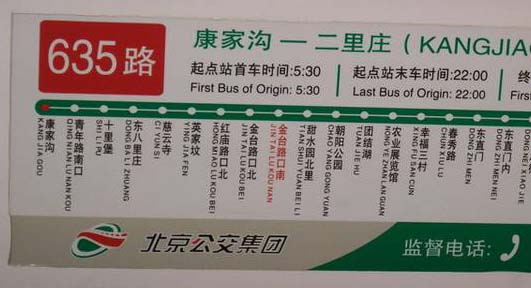 635路
康家沟 — 二里庄 ( KANGJIA
起点站首车时间:5:30
起点站末车时间:22:00
First Bus of Origin: 5:30
Last Bus of Origin: 22:00
康家沟
KANG JIA GOU
青年路南口
QING NIAN LU NAN KOU
十里堡
SHI LI PU
东八里庄
DONG BA LI ZHUANG
慈云寺
CI YUN SI
英家坟
YING JIA FEN
红庙路口北
HONG MIAO LU KOU BEI
金台路口北
JIN TAI LU KOU BEI
金台路口南
JIN TAI LU KOU NAN
甜水园北里
TIAN SHUI YUAN BEI LI
朝阳公园
CHAO YANG GONG YUAN
团结湖
TUAN JIE HU
农业展览馆
NONG YE ZHAN LAN GUAN
幸福三村
XING FU SAN CUN
春秀路
CHUN XIU LU
东直门
DONG ZHI MEN
东直门内
DONG ZHI MEN NEI
北京公交集团
监督电话: